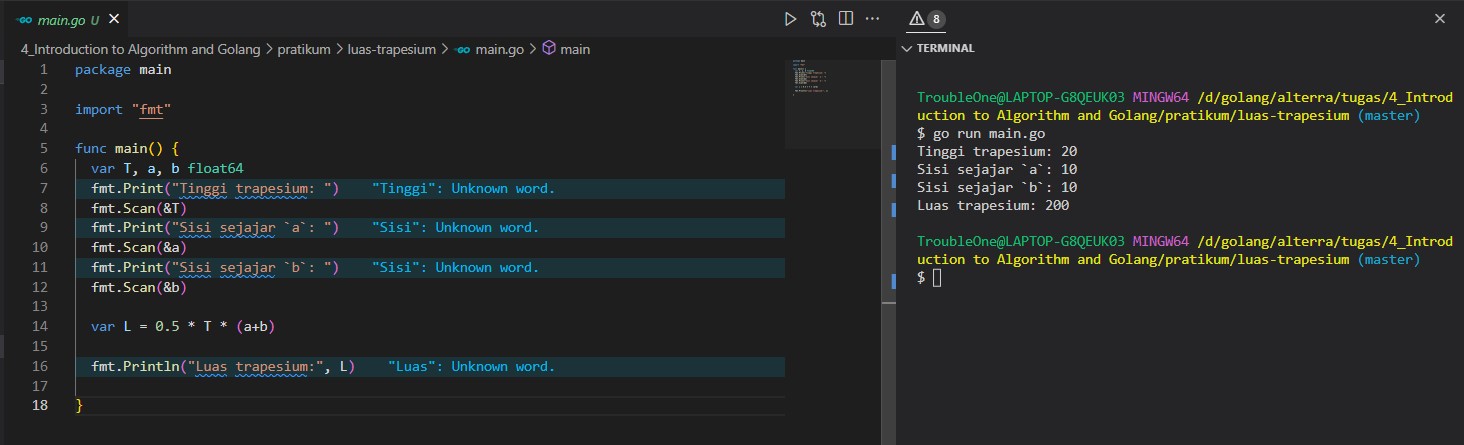 main.go U
4_Introduction to Algorithm and Golang > pratikum > luas-trapesium > main.go > main
1 package main
2
3 import "fmt"
4
5 func main() {
6 var T, a, b float64
7 fmt.Print("Tinggi trapesium: ") "Tinggi": Unknown word.
8 fmt.Scan(&T)
9 fmt.Print("Sisi sejajar `a`: ") "Sisi": Unknown word.
10 fmt.Scan(&a)
11 fmt.Print("Sisi sejajar `b`: ") "Sisi": Unknown word.
12 fmt.Scan(&b)
13
14 var L = 0.5 * T * (a+b)
15
16 fmt.Println("Luas trapesium:", L) "Luas": Unknown word.
17
18 }
8
TERMINAL
TroubleOne@LAPTOP-G8QEUK03 MINGW64 /d/golang/alterra/tugas/4_Introd
uction to Algorithm and Golang/pratikum/luas-trapesium (master)
$ go run main.go
Tinggi trapesium: 20
Sisi sejajar `a`: 10
Sisi sejajar `b`: 10
Luas trapesium: 200
TroubleOne@LAPTOP-G8QEUK03 MINGW64 /d/golang/alterra/tugas/4_Introd
uction to Algorithm and Golang/pratikum/luas-trapesium (master)
$